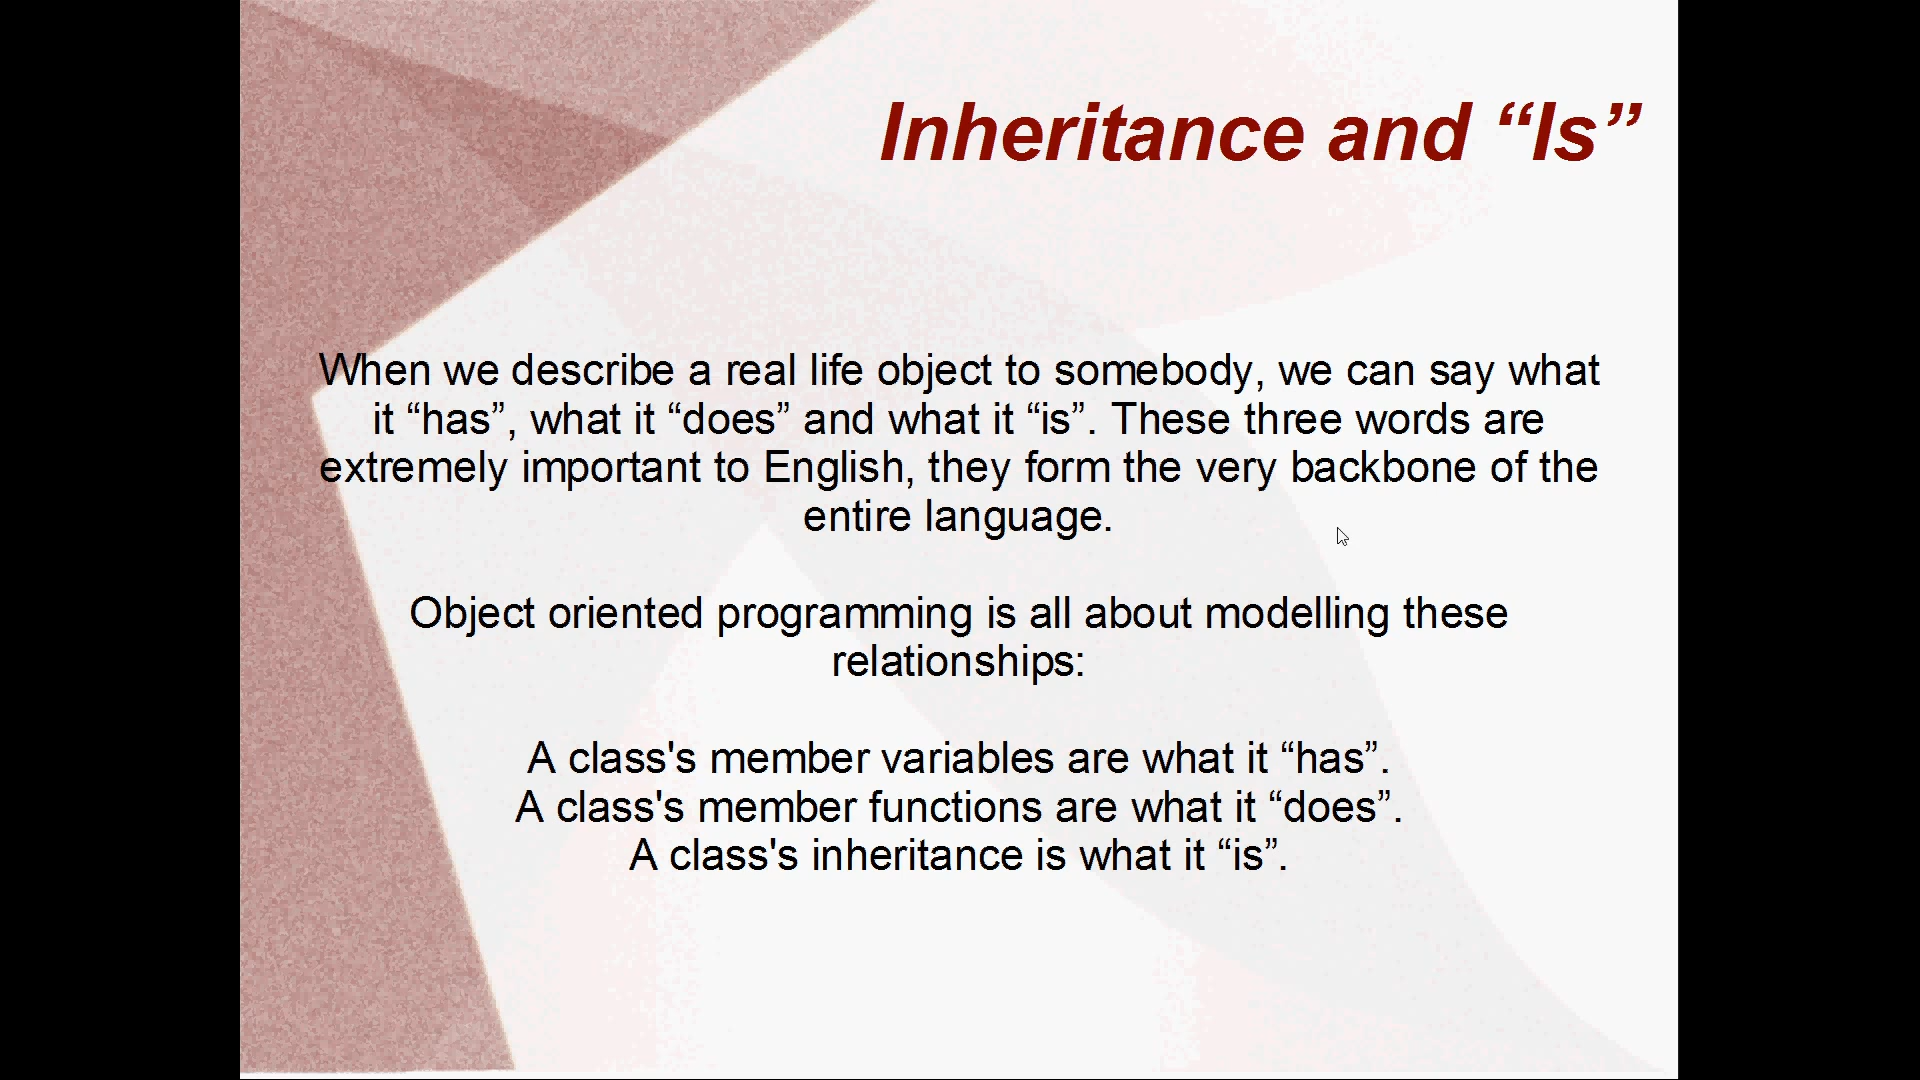 Inheritance and “Is”
When we describe a real life object to somebody, we can say what
it “has”, what it “does” and what it “is”. These three words are
extremely important to English, they form the very backbone of the
entire language.
Object oriented programming is all about modelling these
relationships:
A class's member variables are what it “has”.
A class's member functions are what it “does”.
A class's inheritance is what it “is”.